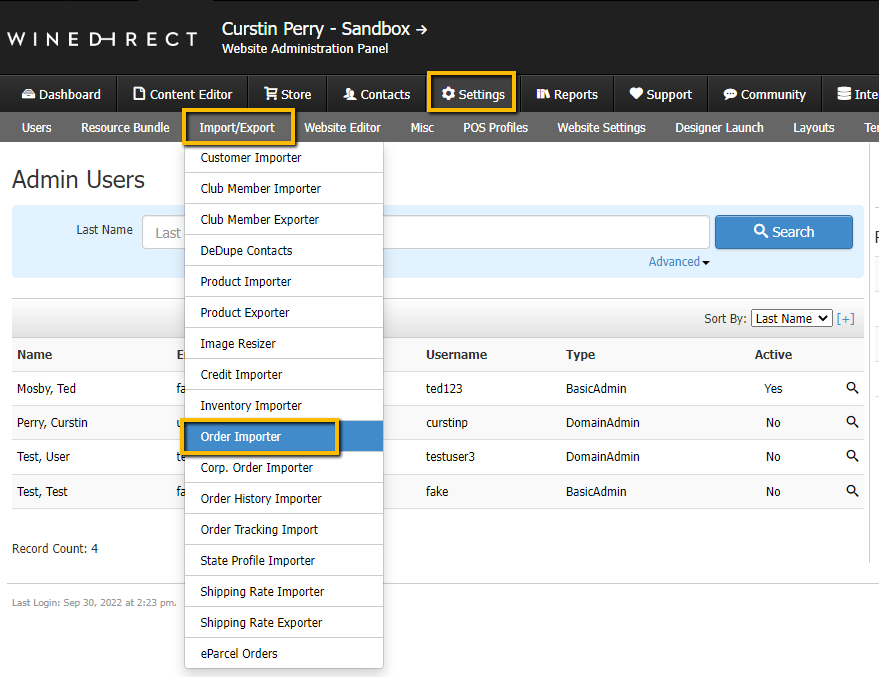 WINEDIRECT
Curstin Perry - Sandbox →
Website Administration Panel
Dashboard Content Editor Store Contacts Settings Reports Support Community Inte
Users Resource Bundle Import/Export Website Editor Misc POS Profiles Website Settings Designer Launch Layouts Te
Customer Importer
Club Member Importer
Club Member Exporter
DeDupe Contacts
Product Importer
Product Exporter
Image Resizer
Credit Importer
Inventory Importer
Order Importer
Corp. Order Importer
Order History Importer
Order Tracking Import
State Profile Importer
Shipping Rate Importer
Shipping Rate Exporter
eParcel Orders
Admin Users
Last Name Last Search
Advanced
Sort By: Last Name [+]
Name E Username Type Active
Mosby, Ted fa ted123 BasicAdmin Yes
Perry, Curstin curstinp DomainAdmin No
Test, User te testuser3 DomainAdmin No
Test, Test fa fake BasicAdmin No
Record Count: 4
Last Login: Sep 30, 2022 at 2:23 pm.